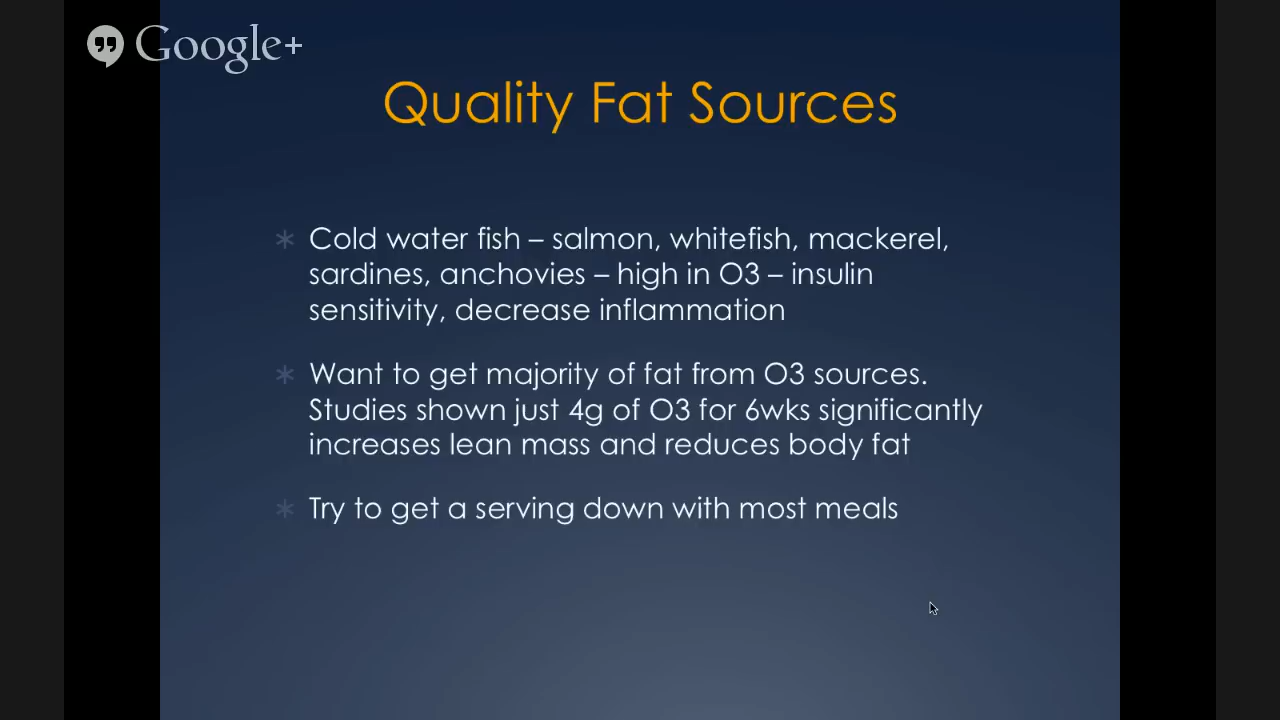 Google+
Quality Fat Sources
* Cold water fish – salmon, whitefish, mackerel,
sardines, anchovies – high in O3 – insulin
sensitivity, decrease inflammation
* Want to get majority of fat from O3 sources.
Studies shown just 4g of O3 for 6wks significantly
increases lean mass and reduces body fat
* Try to get a serving down with most meals